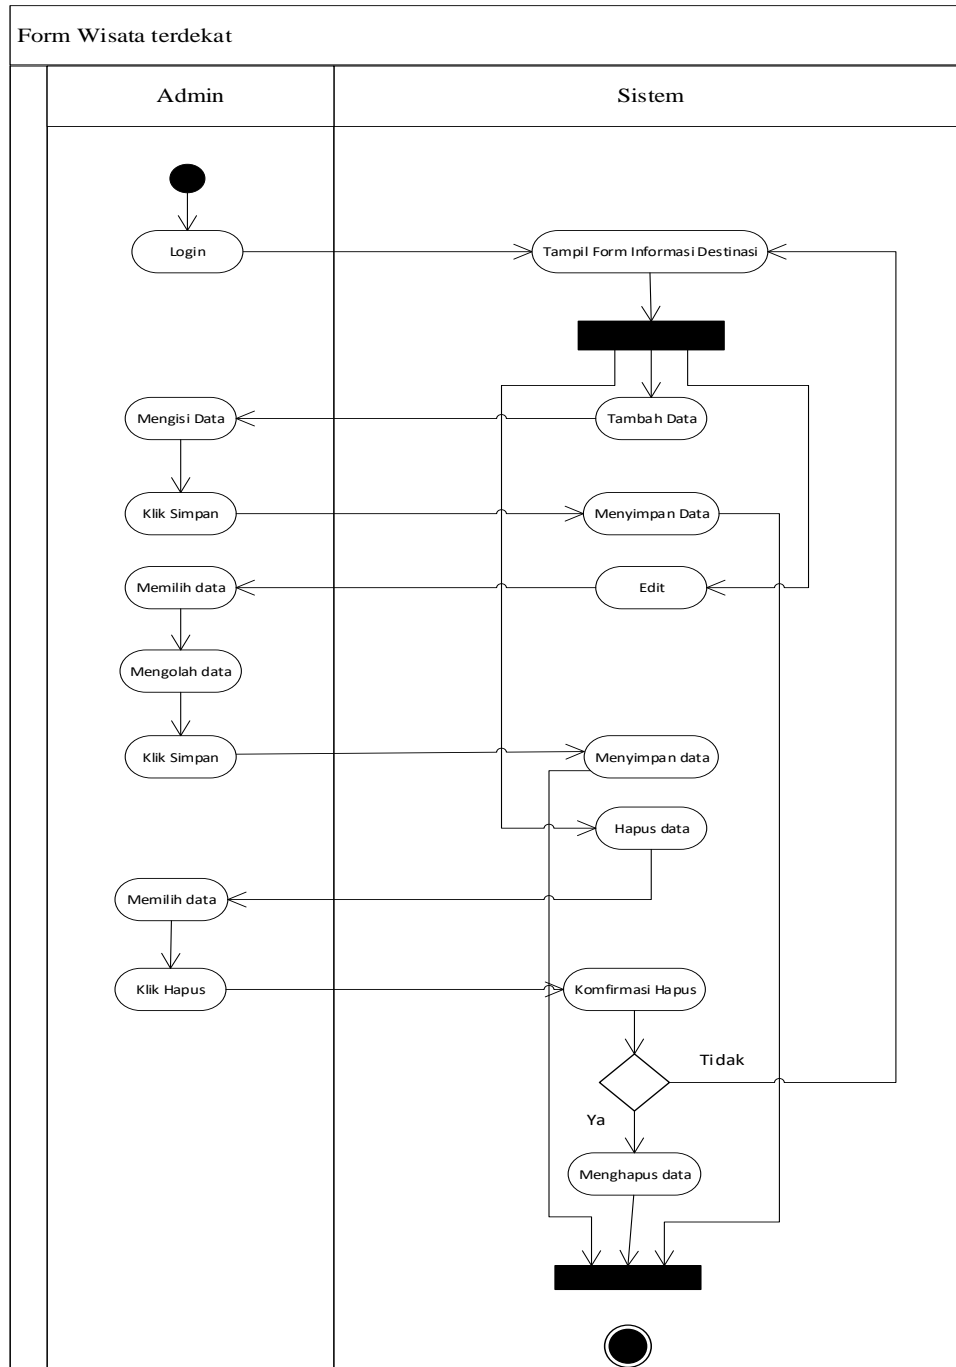 Form Wisata terdekat
Admin
Sistem
Login
Tampil Form Informasi Destinasi
Mengisi Data
Tambah Data
Klik Simpan
Menyimpan Data
Memilih data
Edit
Mengolah data
Klik Simpan
Menyimpan data
Hapus data
Memilih data
Klik Hapus
Komfirmasi Hapus
Tidak
Ya
Menghapus data